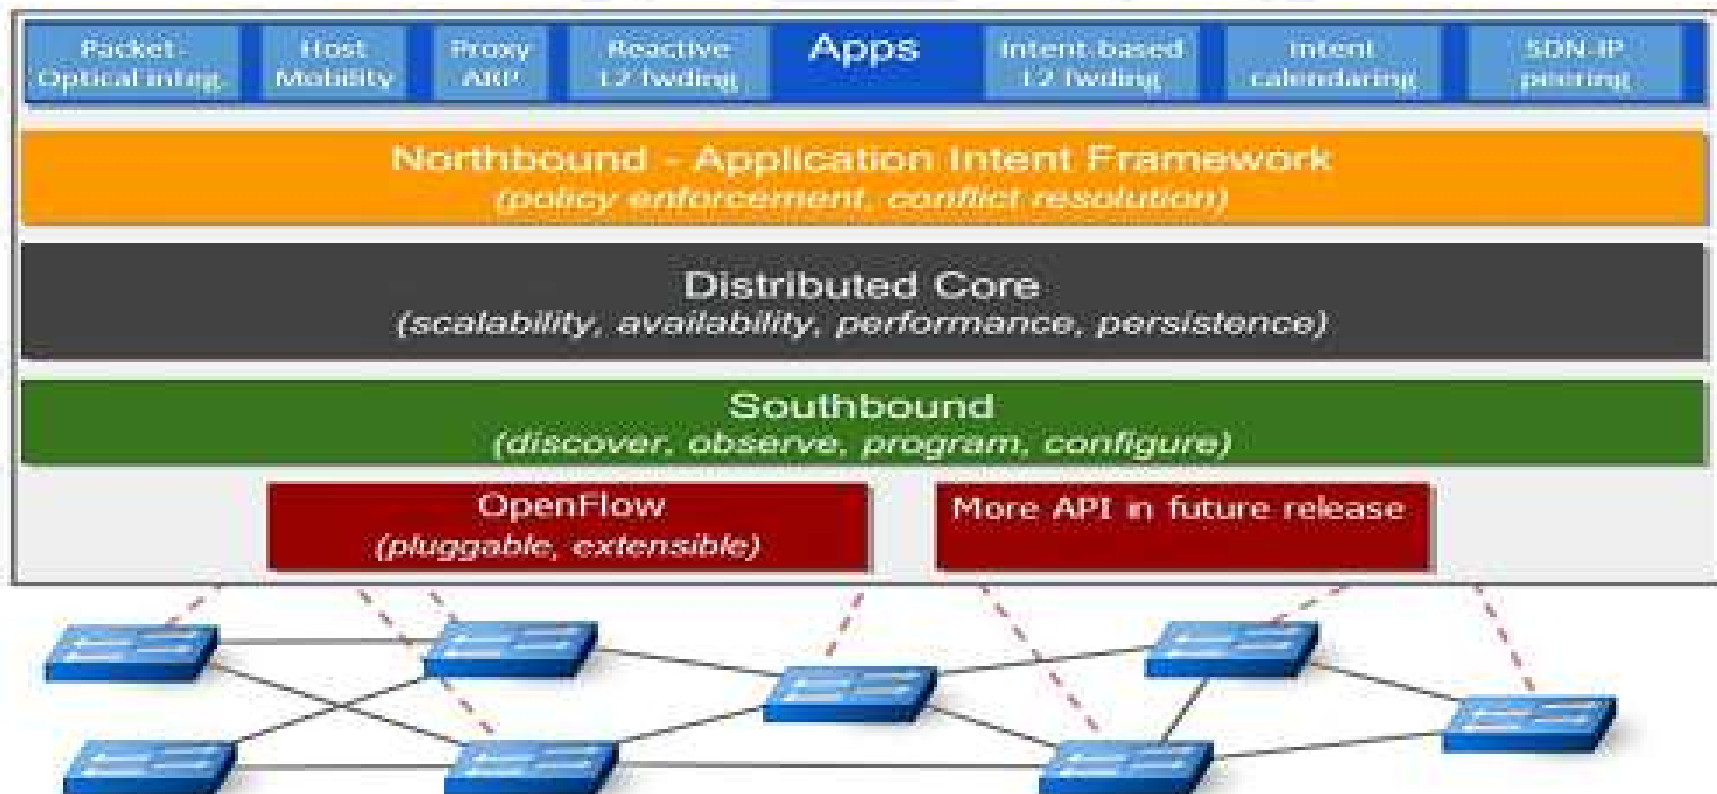 Packet-
Optical integ.
Host
Mobility
Proxy
ARP
Reactive
L2 fwding
Apps
Intent-based
L2 fwding
Intent
calendaring
SDN-IP
peering
Northbound - Application Intent Framework
(policy enforcement, conflict resolution)
Distributed Core
(scalability, availability, performance, persistence)
Southbound
(discover, observe, program, configure)
OpenFlow
(pluggable, extensible)
More API in future release